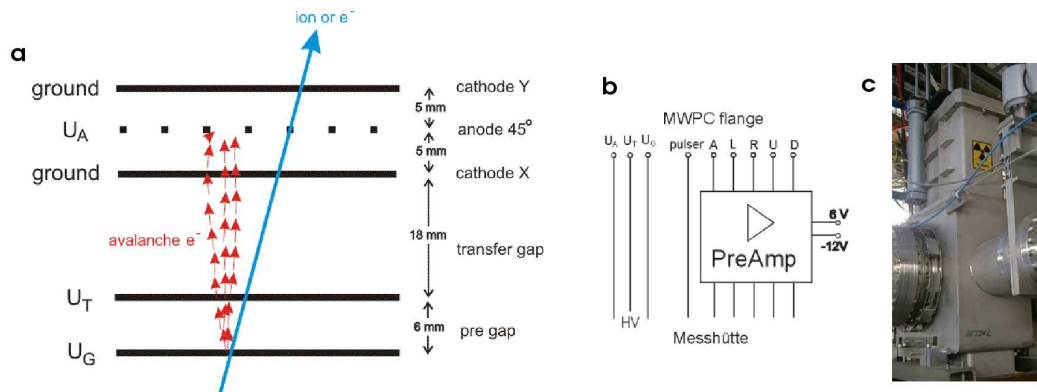 ion or e⁻
a
ground
cathode Y
5 mm
U_A
anode 45°
5 mm
ground
cathode X
avalanche e⁻
18 mm
transfer gap
U_T
6 mm
pre gap
U_G
b
MWPC flange
U_A U_T U_G pulser A L R U D
6 V
-12V
PreAmp
HV
Messhütte
c